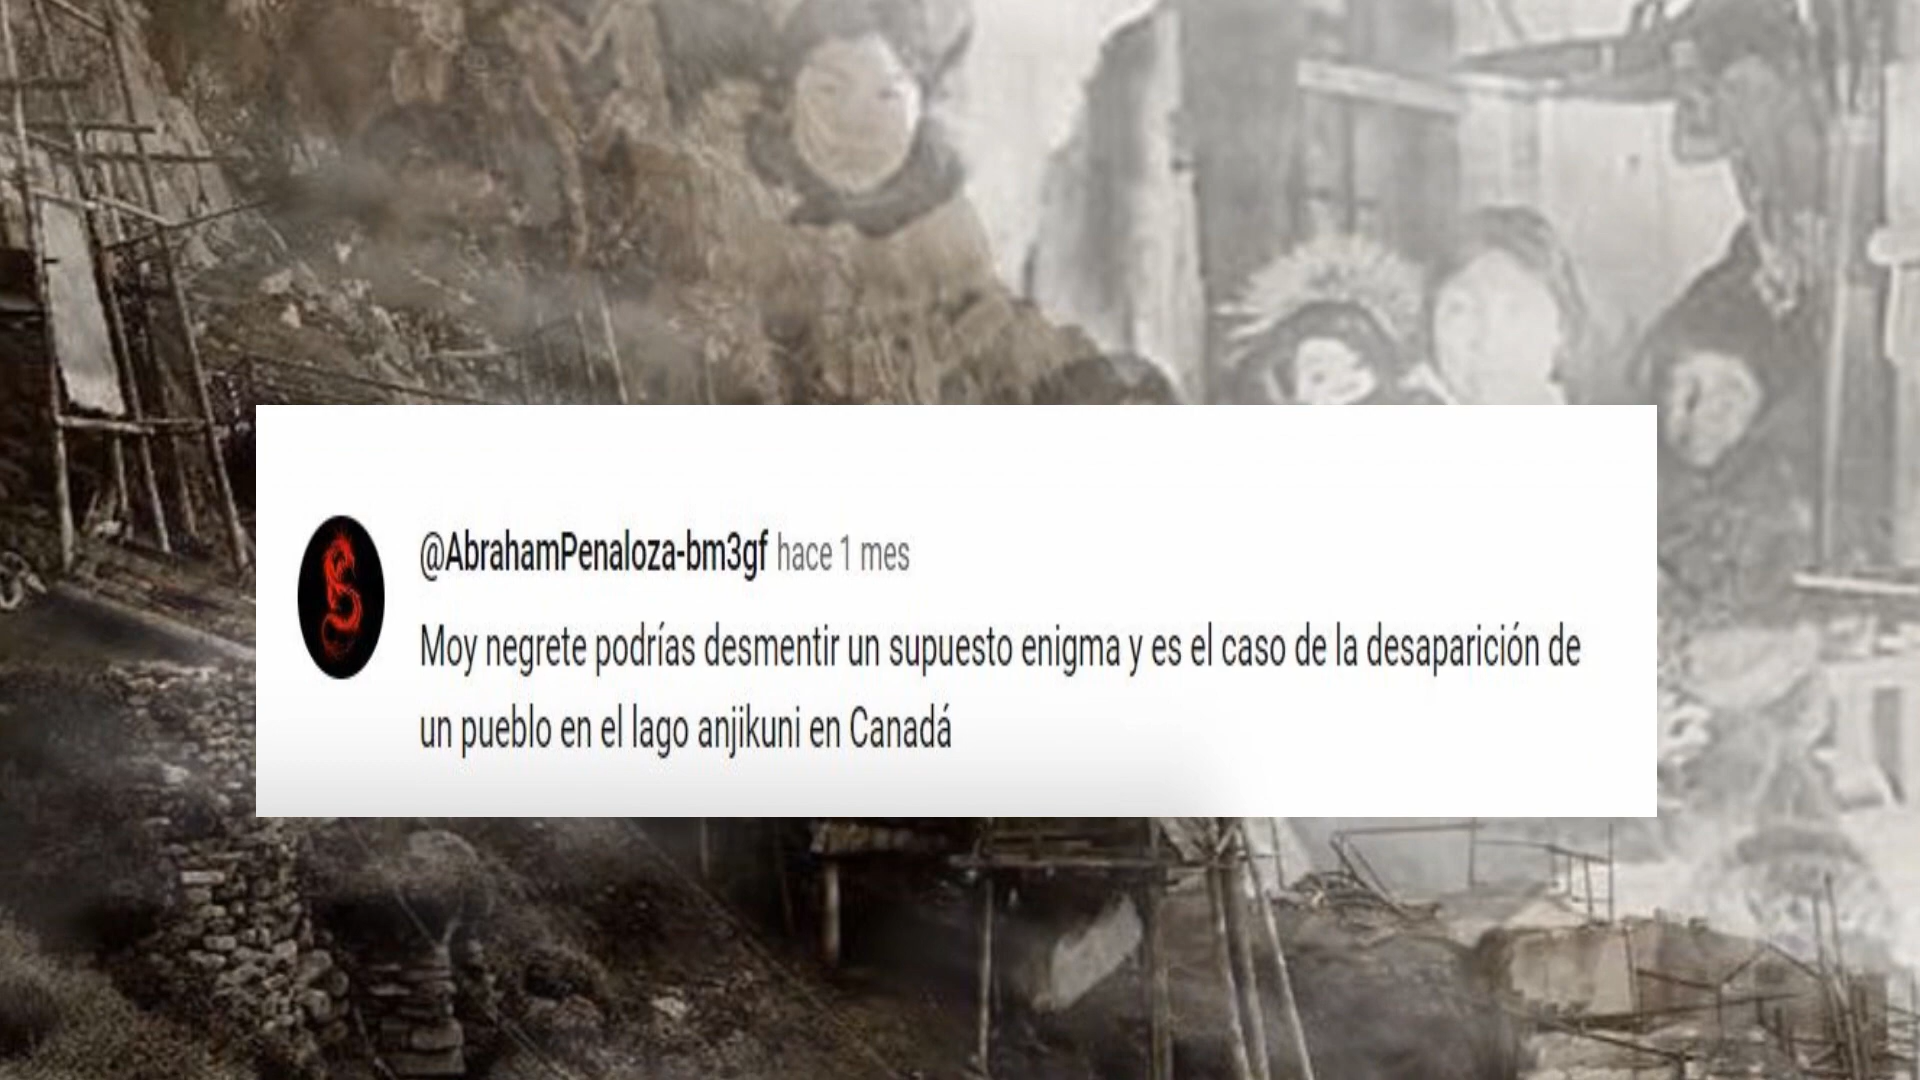 @AbrahamPenaloza-bm3gf hace 1 mes
Moy negrete podrías desmentir un supuesto enigma y es el caso de la desaparición de
un pueblo en el lago anjikuni en Canadá